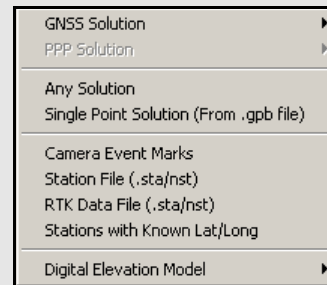 GNSS Solution
PPP Solution
Any Solution
Single Point Solution (From .gpb file)
Camera Event Marks
Station File (.sta/nst)
RTK Data File (.sta/nst)
Stations with Known Lat/Long
Digital Elevation Model